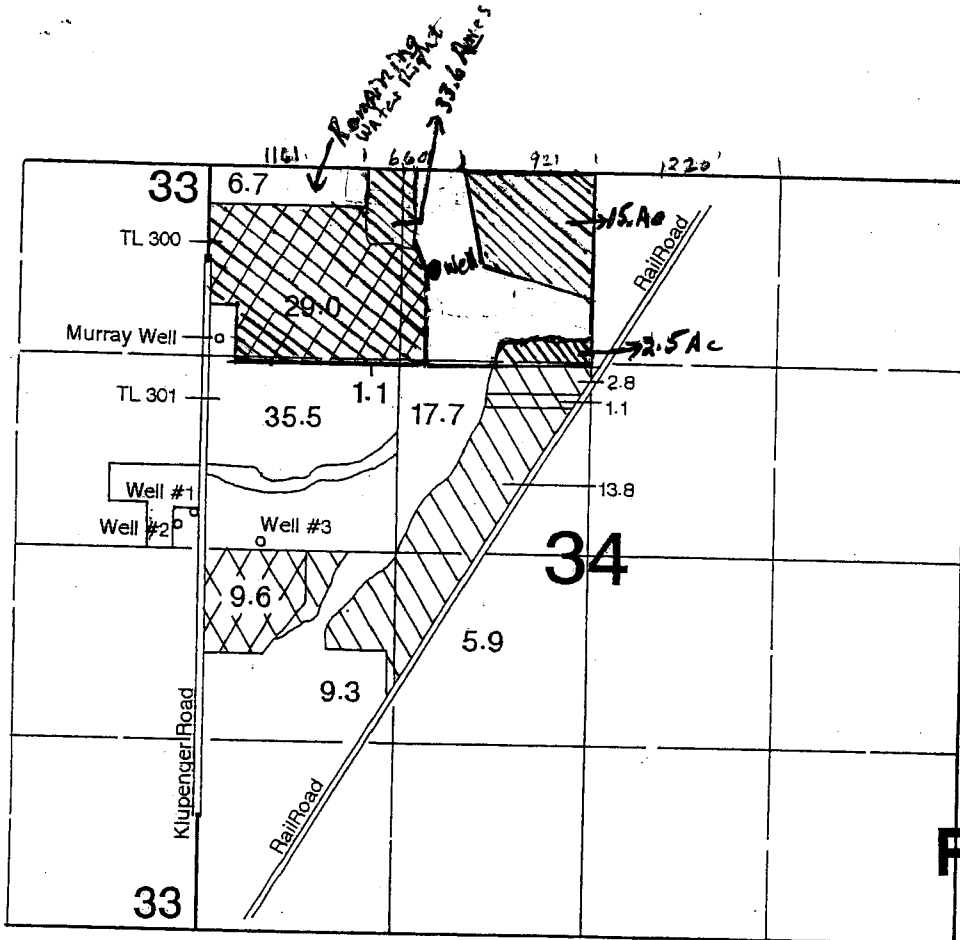 Remaining
Water Right
33.6 Acres
1161.
660
921
1220'
33
6.7
TL 300
15. Ac
RailRoad
Well
29.0
Murray Well
2.5 Ac
TL 301
1.1
2.8
35.5
17.7
1.1
Well #1
13.8
Well #2
Well #3
34
9.6
5.9
9.3
Klupenger Road
RailRoad
33